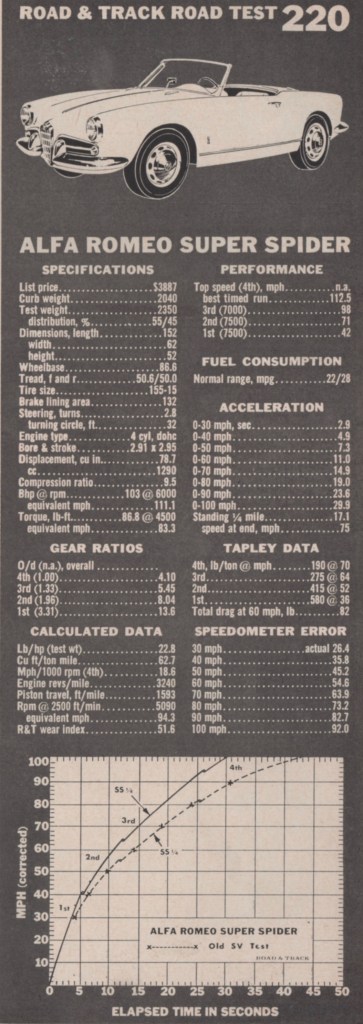 ROAD & TRACK ROAD TEST 220
ALFA ROMEO SUPER SPIDER
SPECIFICATIONS
List price $3887
Curb weight 2040
Test weight 2350
distribution, % 55/45
Dimensions, length 152
width 62
height 52
Wheelbase 86.6
Tread, f and r 50.6/50.0
Tire size 155-15
Brake lining area 132
Steering, turns 2.8
turning circle, ft. 32
Engine type 4 cyl, dohc
Bore & stroke 2.91 x 2.95
Displacement, cu in. 78.7
cc 1290
Compression ratio 9.5
Bhp @ rpm 103 @ 6000
equivalent mph 111.1
Torque, lb-ft. 86.8 @ 4500
equivalent mph 83.3
GEAR RATIOS
O/d (n.a.), overall
4th (1.00) 4.10
3rd (1.33) 5.45
2nd (1.96) 8.04
1st (3.31) 13.6
CALCULATED DATA
Lb/hp (test wt) 22.8
Cu ft/ton mile 62.7
Mph/1000 rpm (4th) 18.6
Engine revs/mile 3240
Piston travel, ft/mile 1593
Rpm @ 2500 ft/min 5090
equivalent mph 94.3
R&T wear index 51.6
PERFORMANCE
Top speed (4th), mph n.a.
best timed run 112.5
3rd (7000) 98
2nd (7500) 71
1st (7500) 42
FUEL CONSUMPTION
Normal range, mpg 22/28
ACCELERATION
0-30 mph, sec 2.9
0-40 mph 4.9
0-50 mph 7.3
0-60 mph 11.0
0-70 mph 14.9
0-80 mph 19.0
0-90 mph 23.6
0-100 mph 29.9
Standing ¼ mile 17.1
speed at end, mph 75
TAPLEY DATA
4th, lb/ton @ mph 190 @ 70
3rd 275 @ 64
2nd 415 @ 52
1st 580 @ 36
Total drag at 60 mph, lb 82
SPEEDOMETER ERROR
30 mph actual 26.4
40 mph 35.8
50 mph 45.2
60 mph 54.6
70 mph 63.9
80 mph 73.2
90 mph 82.7
100 mph 92.0
100
90
80
70
60
50
40
30
20
10
MPH (corrected)
1st
2nd
3rd
4th
SS ¼
SS ¼
ALFA ROMEO SUPER SPIDER
x---------x Old SV Test
ROAD & TRACK
0 5 10 15 20 25 30 35 40 45 50
ELAPSED TIME IN SECONDS